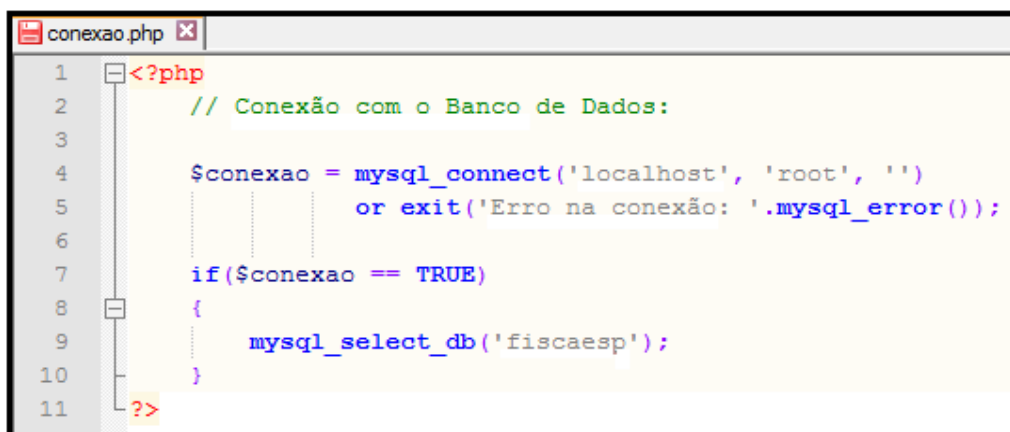 conexao.php
1 <?php
2 // Conexão com o Banco de Dados:
3
4 $conexao = mysql_connect('localhost', 'root', '')
5 or exit('Erro na conexão: '.mysql_error());
6
7 if($conexao == TRUE)
8 {
9 mysql_select_db('fiscaesp');
10 }
11 ?>